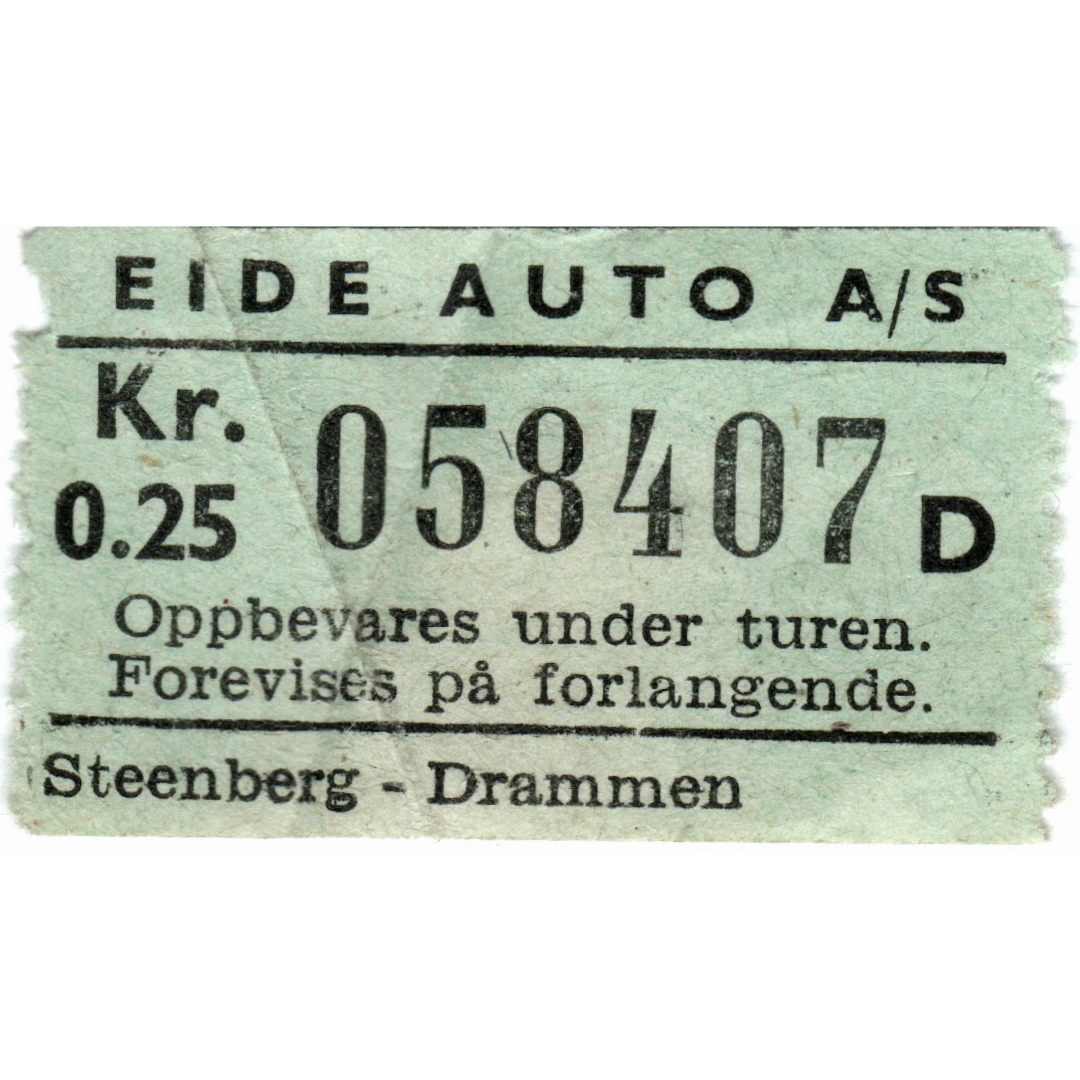 EIDE AUTO A/S
Kr.
0.25
058407 D
Oppbevares under turen.
Forevises på forlangende.
Steenberg - Drammen